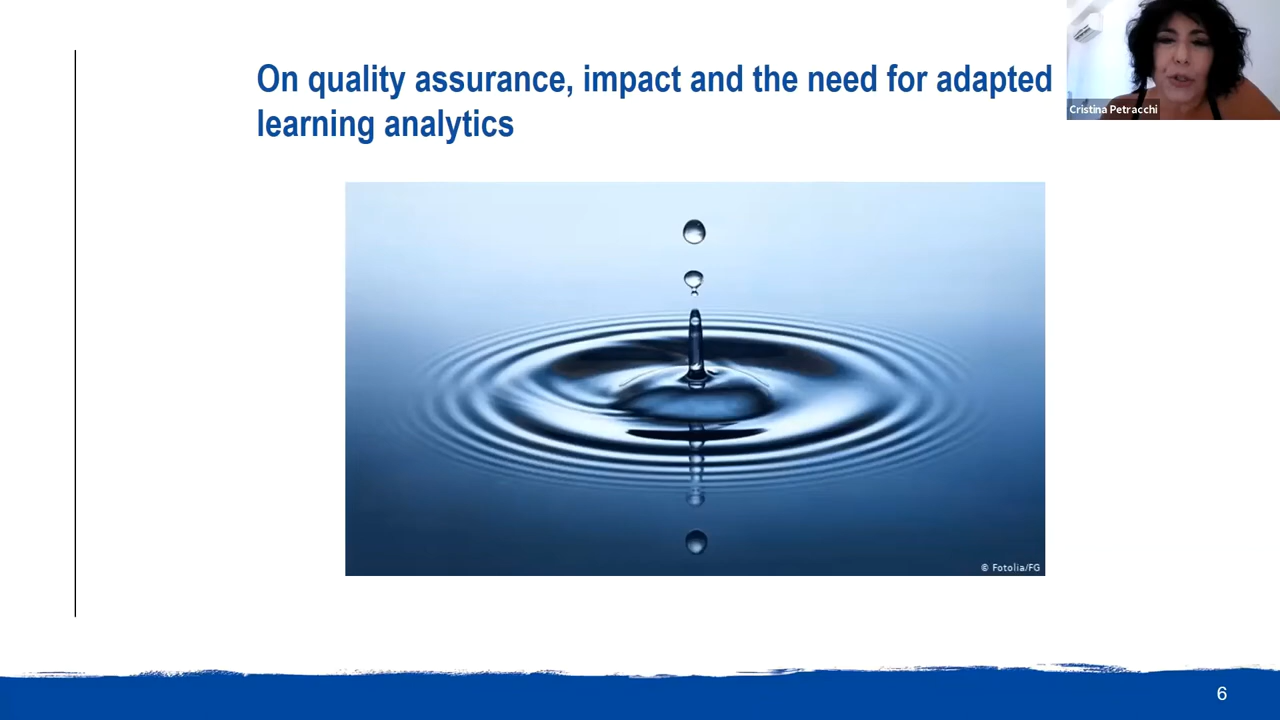 On quality assurance, impact and the need for adapted
learning analytics
Cristina Petracchi
© Fotolia/FG
6